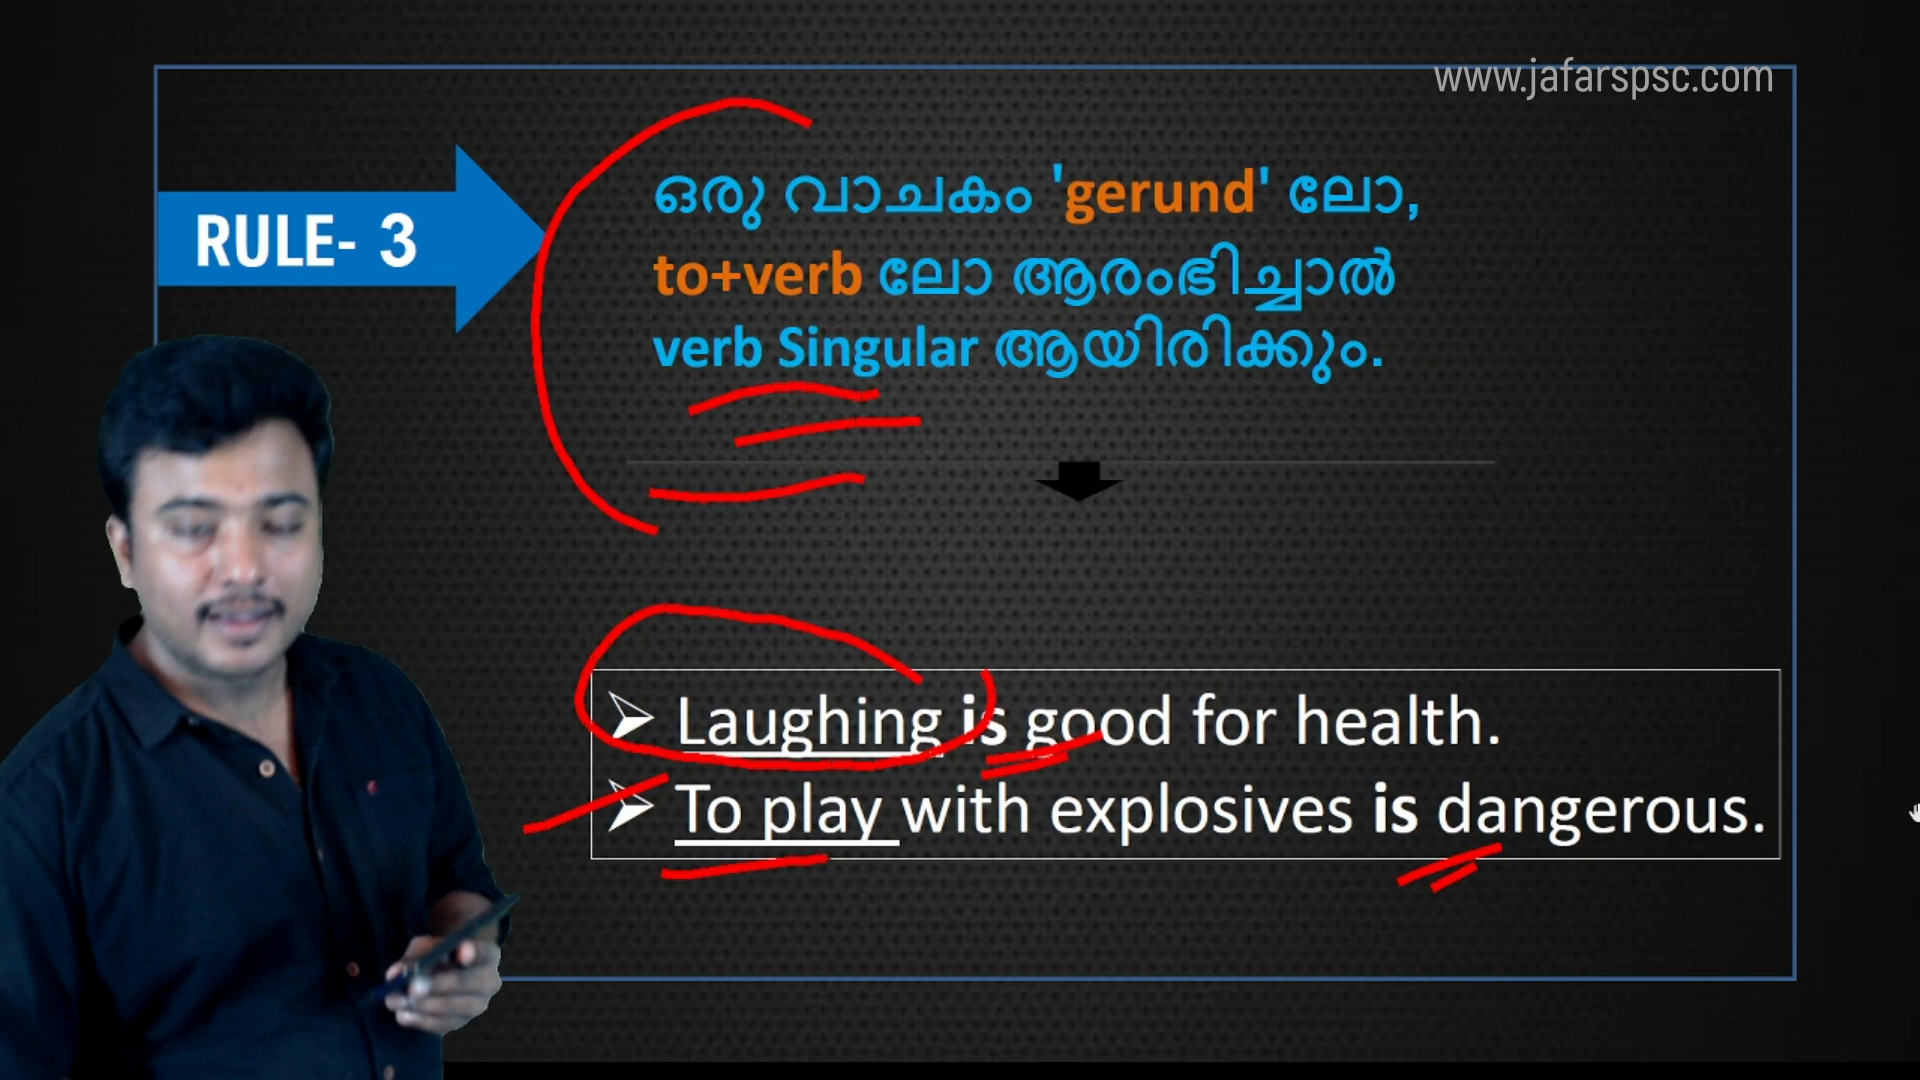 www.jafarspsc.com
RULE- 3
ഒരു വാചകം 'gerund' ലോ,
to+verb ലോ ആരംഭിച്ചാൽ
verb Singular ആയിരിക്കും.
➢ Laughing is good for health.
➢ To play with explosives is dangerous.